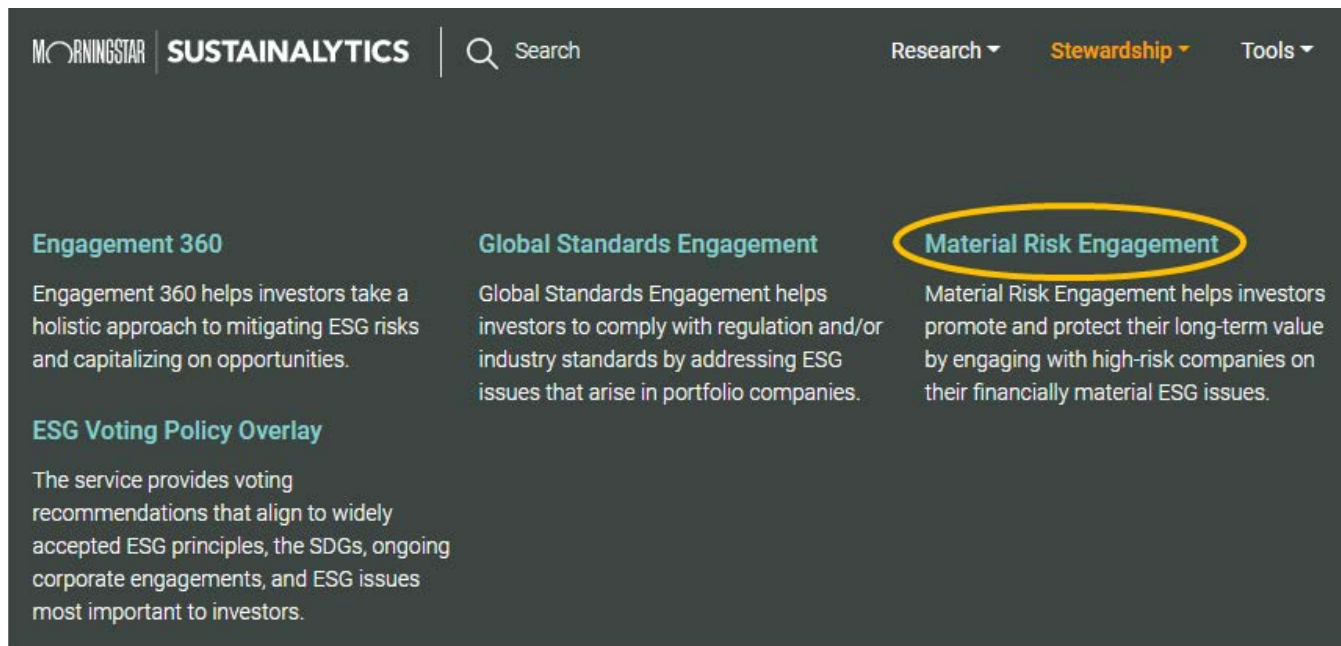 MORNINGSTAR SUSTAINALYTICS Search Research Stewardship Tools
Engagement 360
Engagement 360 helps investors take a
holistic approach to mitigating ESG risks
and capitalizing on opportunities.
Global Standards Engagement
Global Standards Engagement helps
investors to comply with regulation and/or
industry standards by addressing ESG
issues that arise in portfolio companies.
Material Risk Engagement
Material Risk Engagement helps investors
promote and protect their long-term value
by engaging with high-risk companies on
their financially material ESG issues.
ESG Voting Policy Overlay
The service provides voting
recommendations that align to widely
accepted ESG principles, the SDGs, ongoing
corporate engagements, and ESG issues
most important to investors.